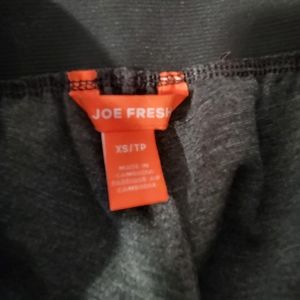 JOE FRESH
XS/TP
MADE IN
CAMBODIA
FABRIQUÉ AU
CAMBODGE